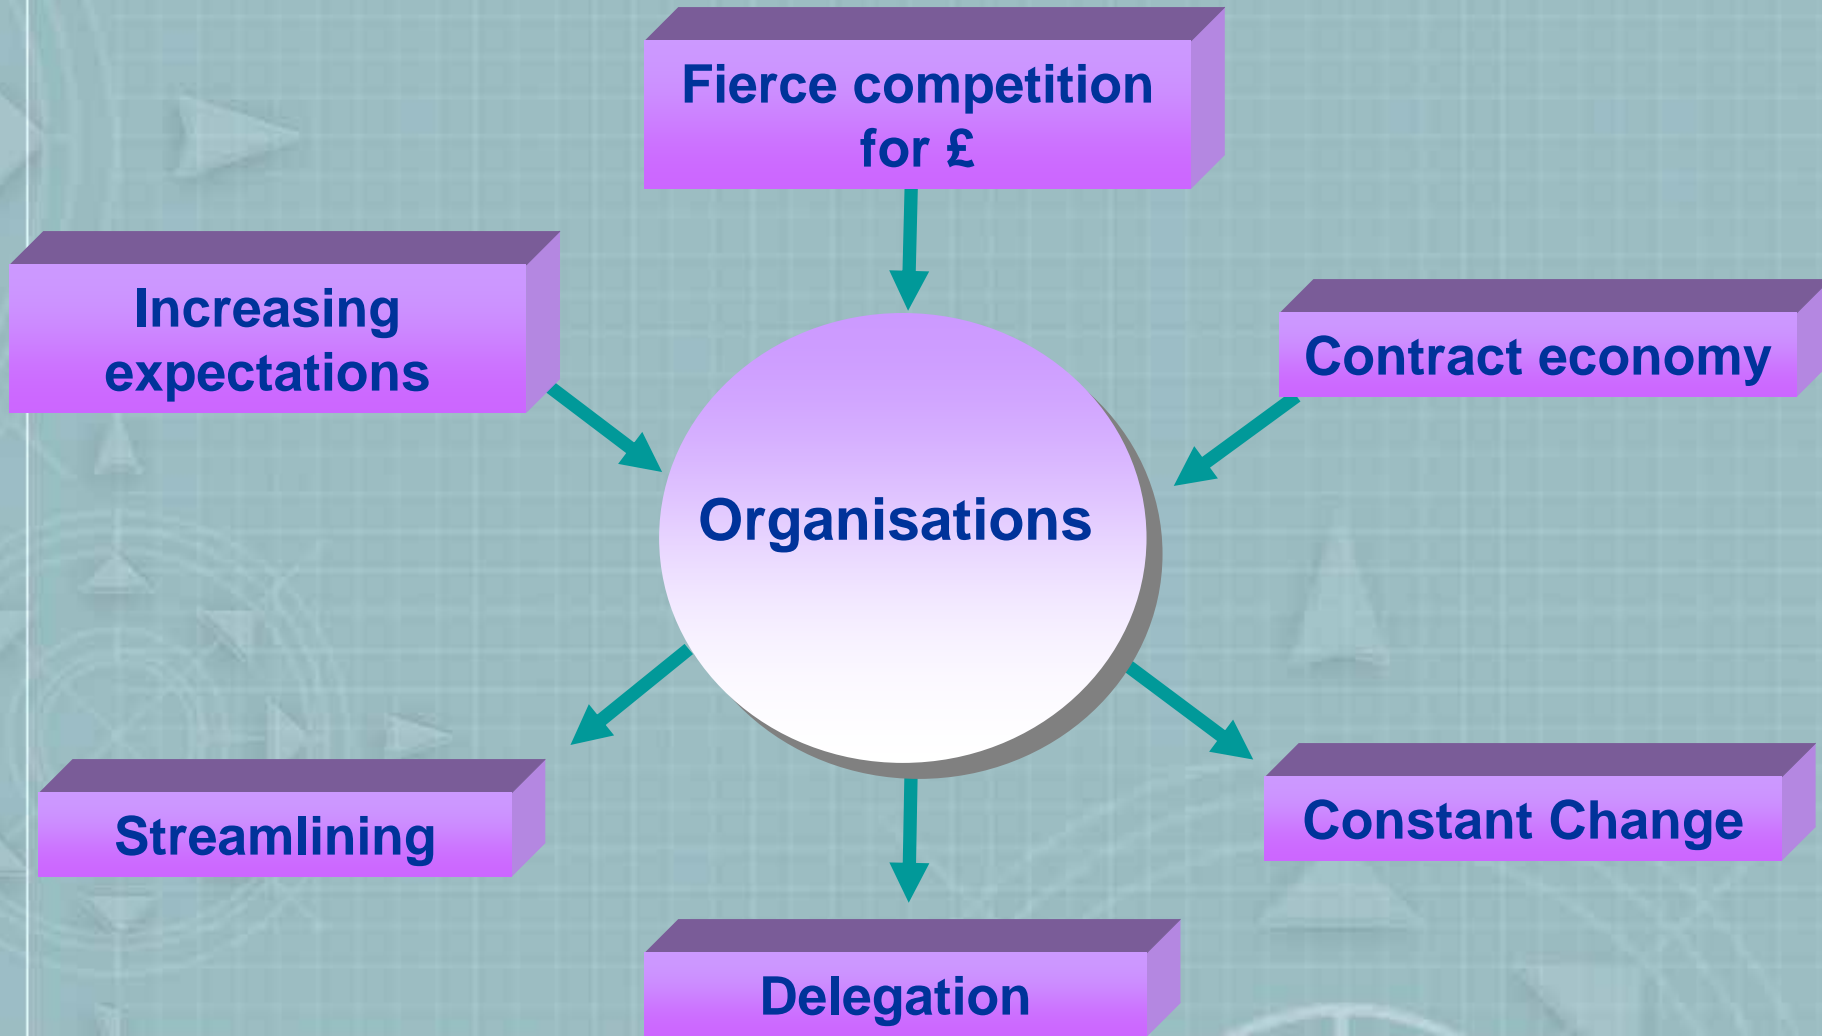 Fierce competition
for £
Increasing
expectations
Contract economy
Organisations
Streamlining
Constant Change
Delegation